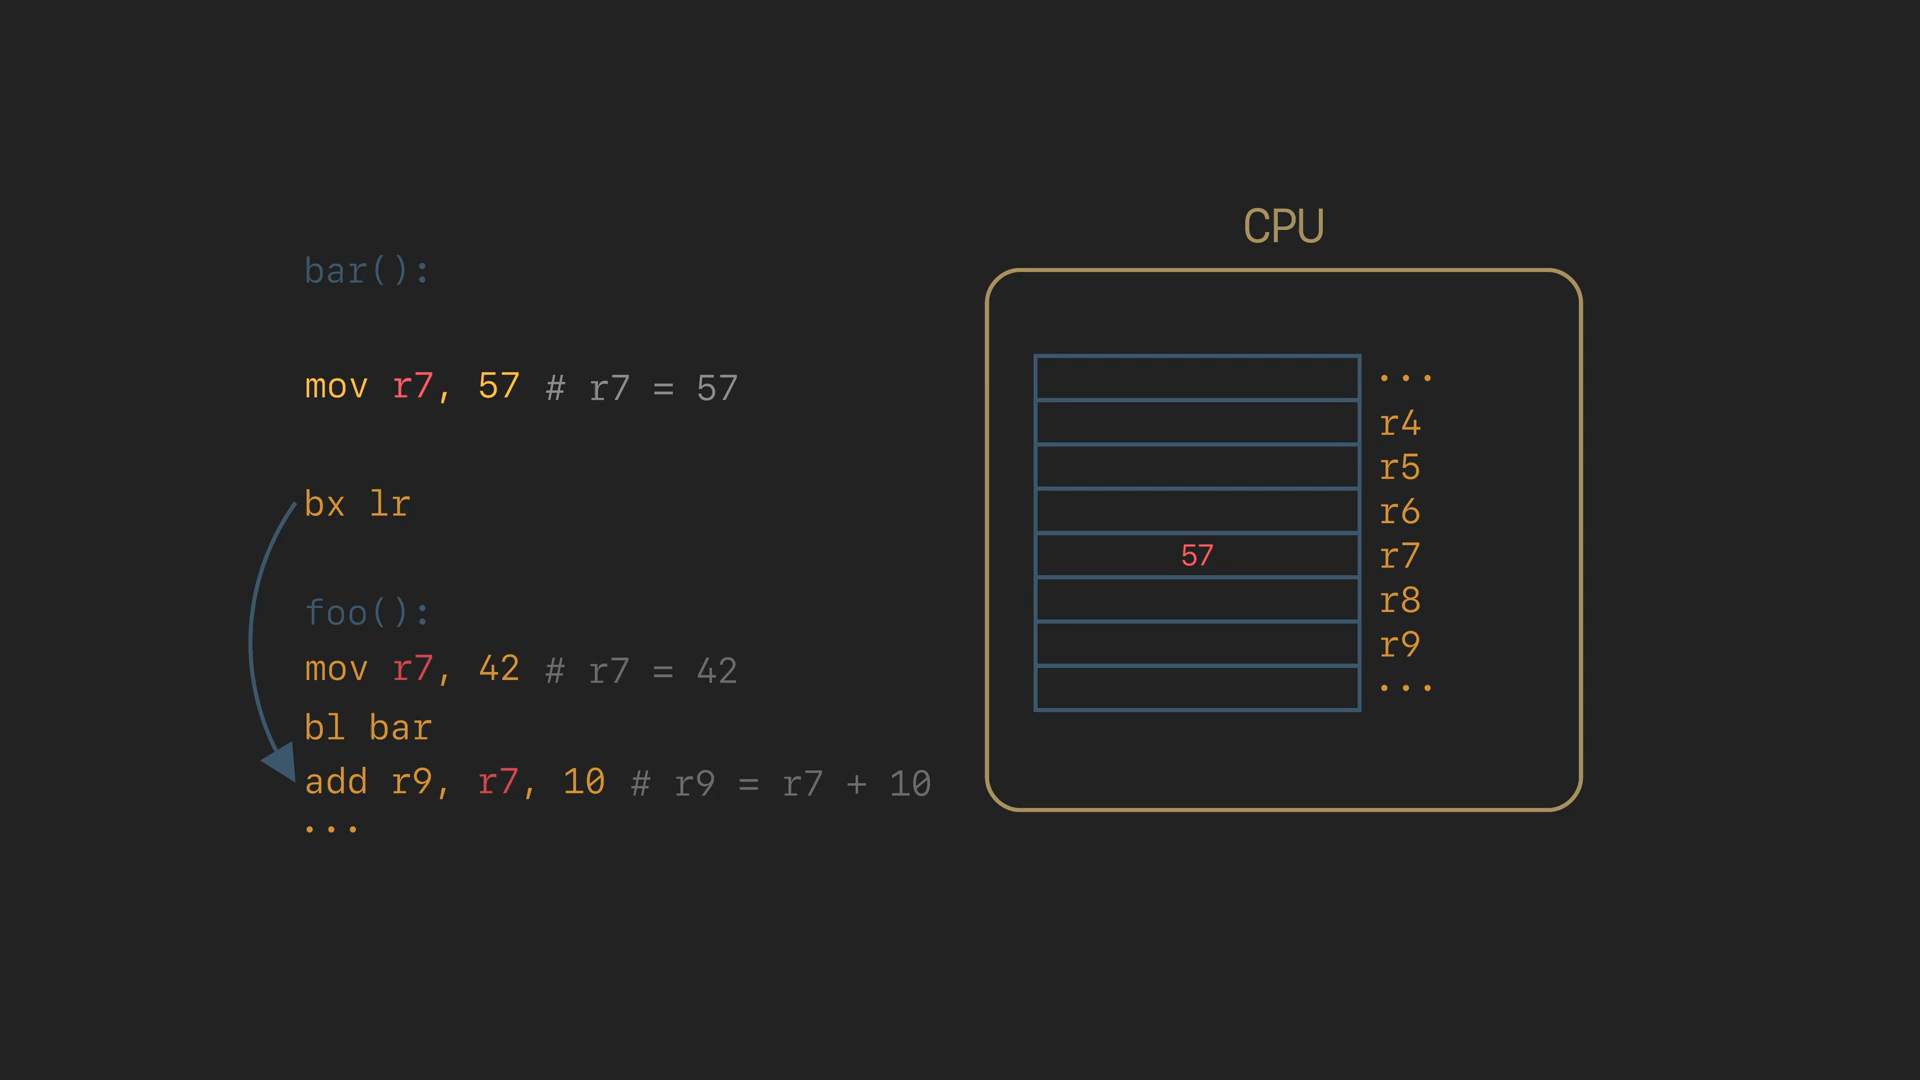 bar():
mov r7, 57 # r7 = 57
bx lr
foo():
mov r7, 42 # r7 = 42
bl bar
add r9, r7, 10 # r9 = r7 + 10
...
CPU
...
r4
r5
r6
57 r7
r8
r9
...